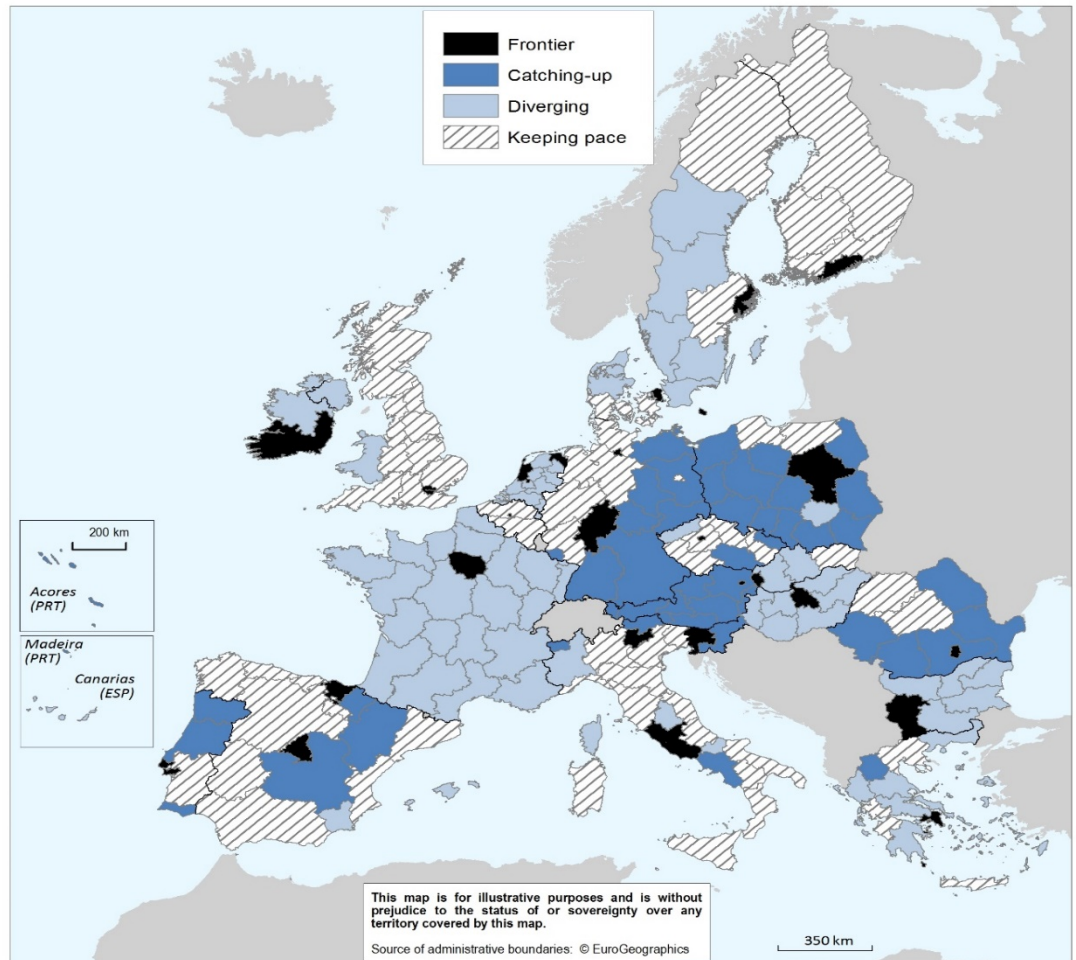 Frontier
Catching-up
Diverging
Keeping pace
200 km
Acores
(PRT)
Madeira
(PRT)
Canarias
(ESP)
This map is for illustrative purposes and is without
prejudice to the status of or sovereignty over any
territory covered by this map.
Source of administrative boundaries: © EuroGeographics
350 km